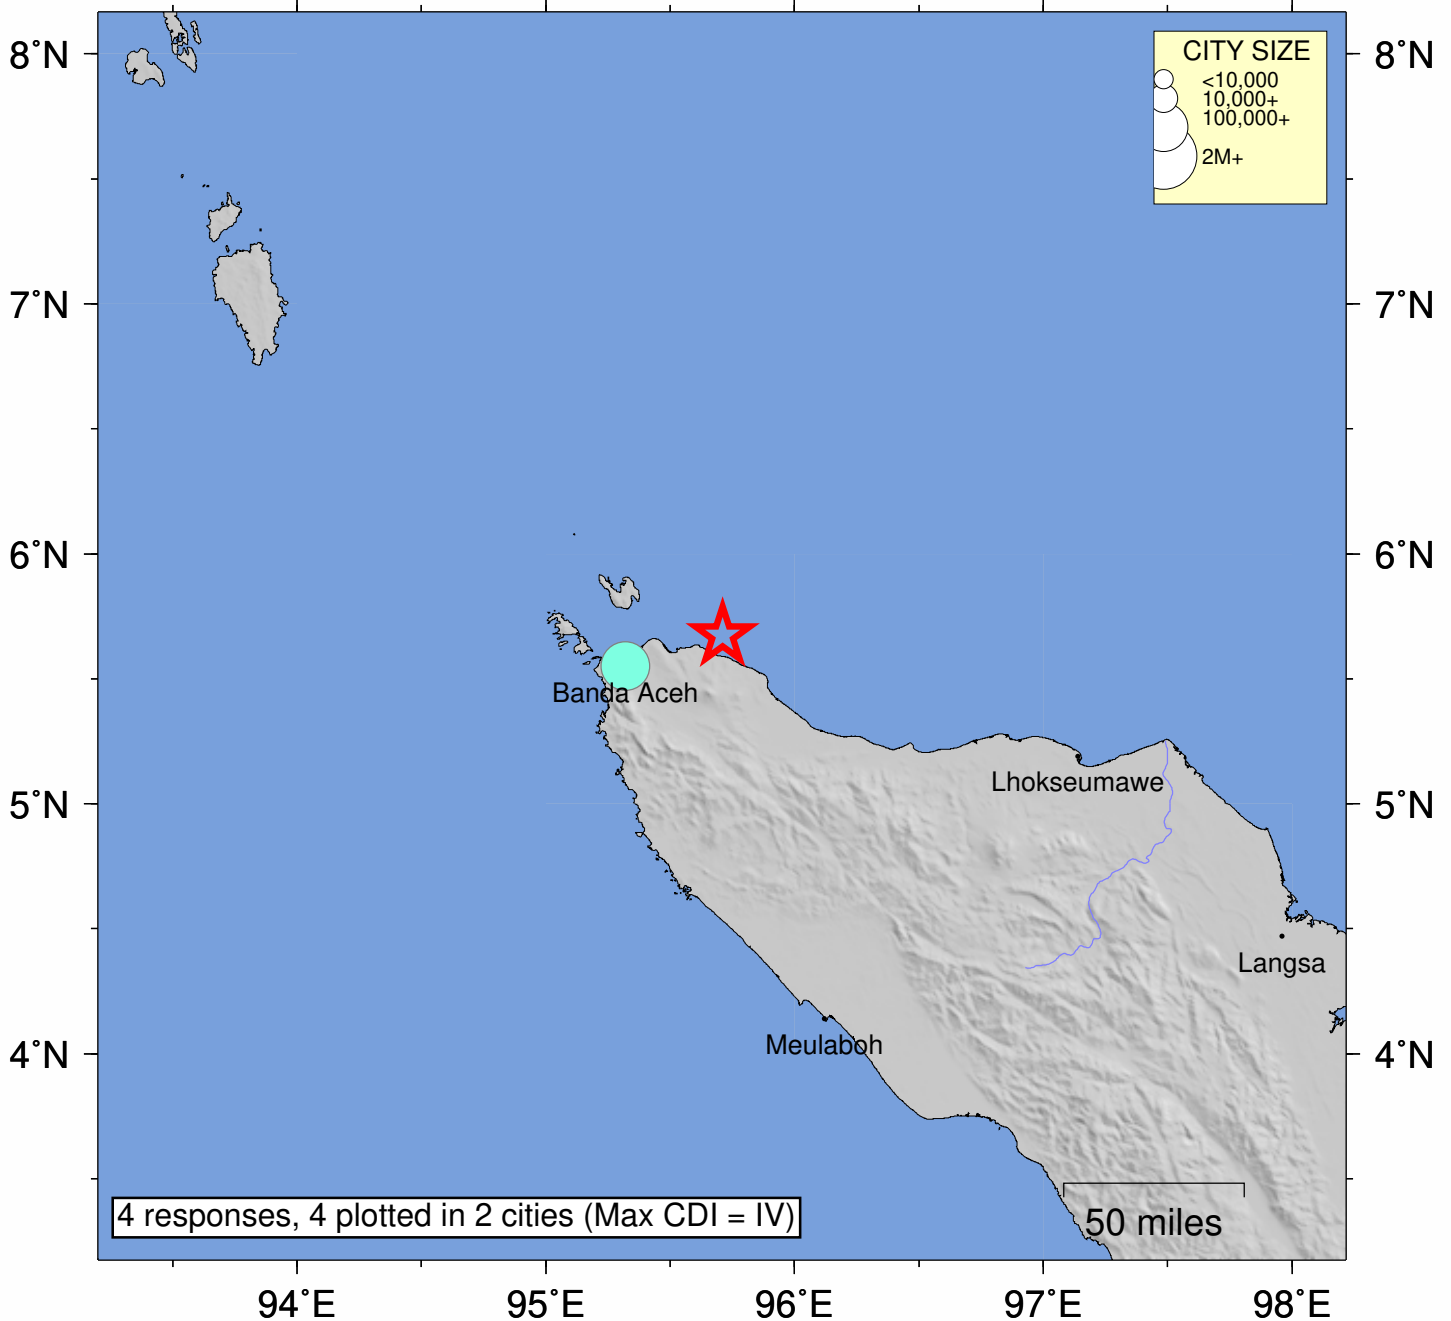 8°N
8°N
CITY SIZE
<10,000
10,000+
100,000+
2M+
7°N
7°N
6°N
6°N
Banda Aceh
Lhokseumawe
5°N
5°N
Langsa
Meulaboh
4°N
4°N
4 responses, 4 plotted in 2 cities (Max CDI = IV)
50 miles
94°E
95°E
96°E
97°E
98°E